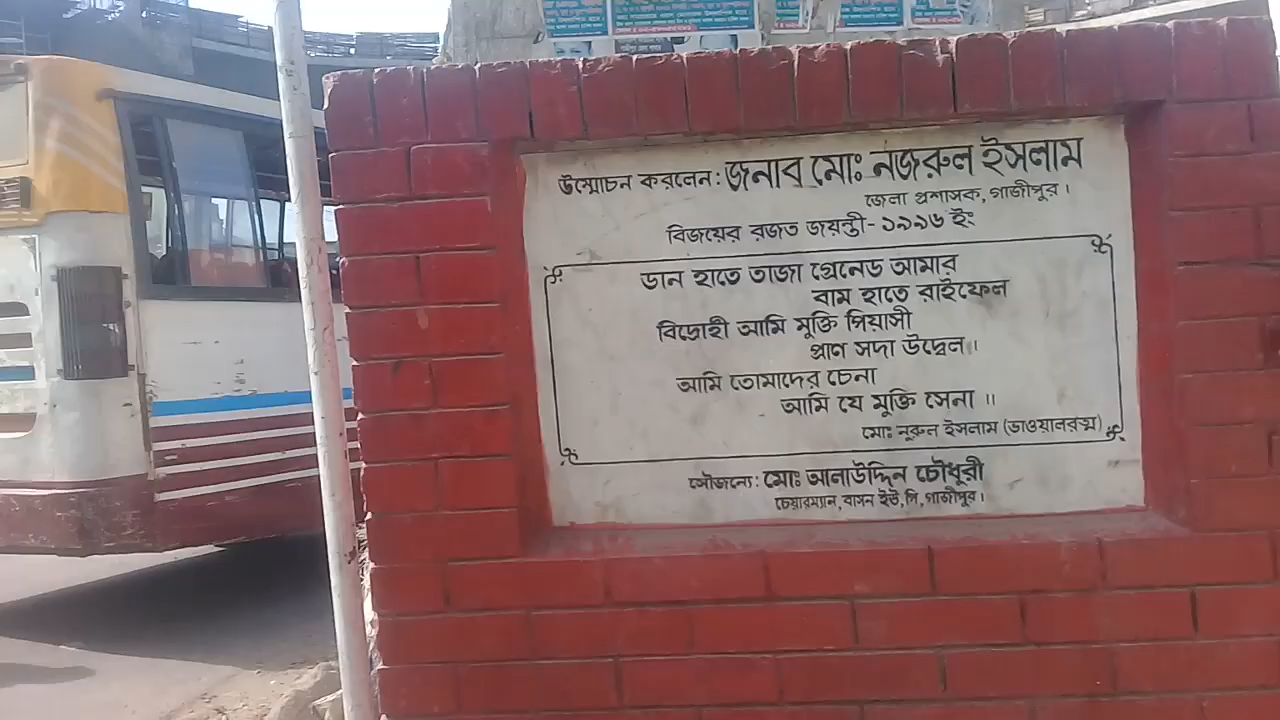 উম্মোচন করলেন: জনাব মোঃ নজরুল ইসলাম
জেলা প্রশাসক, গাজীপুর।
বিজয়ের রজত জয়ন্তী- ১৯৯৬ ইং
ডান হাতে তাজা গ্রেনেড আমার
বাম হাতে রাইফেল
বিদ্রোহী আমি মুক্তি পিয়াসী
প্রাণ সদা উদ্বেল।
আমি তোমাদের চেনা
আমি যে মুক্তি সেনা ॥
মোঃ নূরুল ইসলাম (ভাওয়ালরত্ন)
সৌজন্যে: মোঃ আলাউদ্দিন চৌধুরী
চেয়ারম্যান, বাসন ইউ, পি, গাজীপুর।